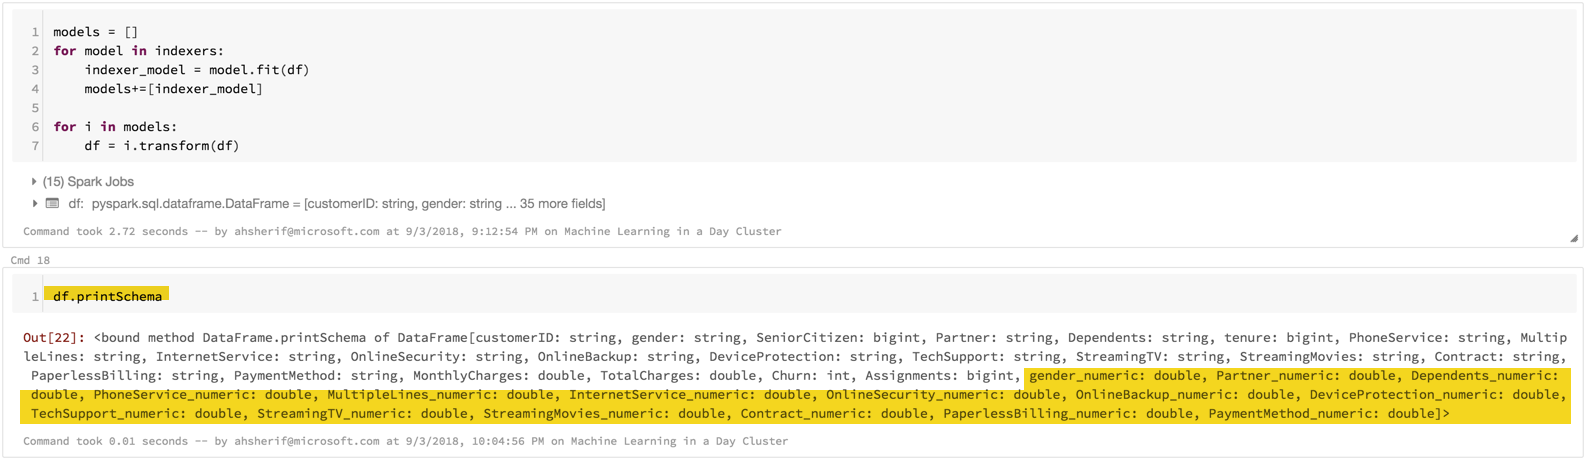 1 models = []
2 for model in indexers:
3 indexer_model = model.fit(df)
4 models+=[indexer_model]
5
6 for i in models:
7 df = i.transform(df)
(15) Spark Jobs
df: pyspark.sql.dataframe.DataFrame = [customerID: string, gender: string ... 35 more fields]
Command took 2.72 seconds -- by ahsherif@microsoft.com at 9/3/2018, 9:12:54 PM on Machine Learning in a Day Cluster
Cmd 18
1 df.printSchema
Out[22]: <bound method DataFrame.printSchema of DataFrame[customerID: string, gender: string, SeniorCitizen: bigint, Partner: string, Dependents: string, tenure: bigint, PhoneService: string, Multip
leLines: string, InternetService: string, OnlineSecurity: string, OnlineBackup: string, DeviceProtection: string, TechSupport: string, StreamingTV: string, StreamingMovies: string, Contract: string,
PaperlessBilling: string, PaymentMethod: string, MonthlyCharges: double, TotalCharges: double, Churn: int, Assignments: bigint, gender_numeric: double, Partner_numeric: double, Dependents_numeric:
double, PhoneService_numeric: double, MultipleLines_numeric: double, InternetService_numeric: double, OnlineSecurity_numeric: double, OnlineBackup_numeric: double, DeviceProtection_numeric: double,
TechSupport_numeric: double, StreamingTV_numeric: double, StreamingMovies_numeric: double, Contract_numeric: double, PaperlessBilling_numeric: double, PaymentMethod_numeric: double]>
Command took 0.01 seconds -- by ahsherif@microsoft.com at 9/3/2018, 10:04:56 PM on Machine Learning in a Day Cluster